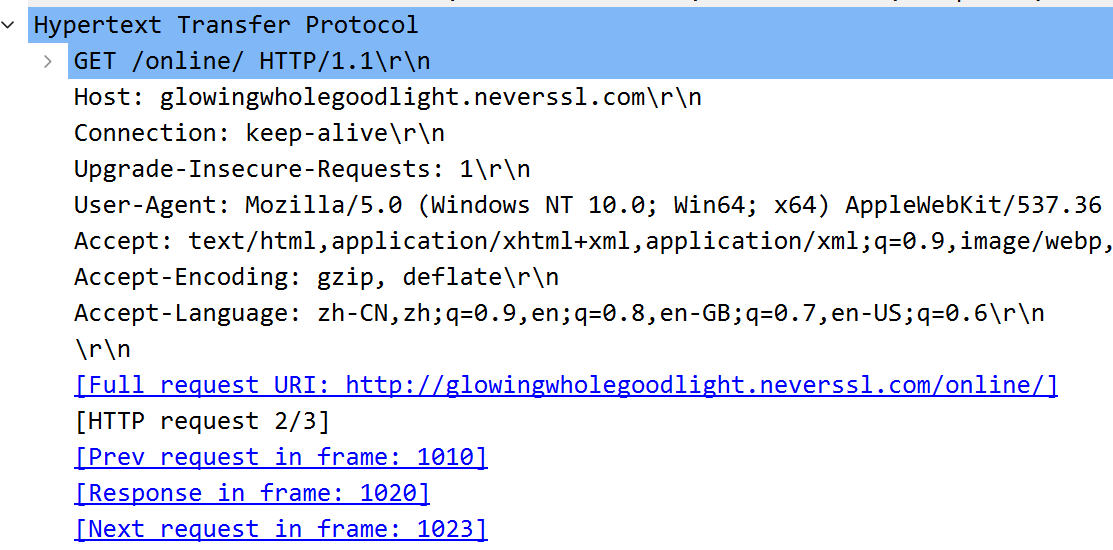 Hypertext Transfer Protocol
GET /online/ HTTP/1.1\r\n
Host: glowingwholegoodlight.neverssl.com\r\n
Connection: keep-alive\r\n
Upgrade-Insecure-Requests: 1\r\n
User-Agent: Mozilla/5.0 (Windows NT 10.0; Win64; x64) AppleWebKit/537.36
Accept: text/html,application/xhtml+xml,application/xml;q=0.9,image/webp,
Accept-Encoding: gzip, deflate\r\n
Accept-Language: zh-CN,zh;q=0.9,en;q=0.8,en-GB;q=0.7,en-US;q=0.6\r\n
\r\n
[Full request URI: http://glowingwholegoodlight.neverssl.com/online/]
[HTTP request 2/3]
[Prev request in frame: 1010]
[Response in frame: 1020]
[Next request in frame: 1023]